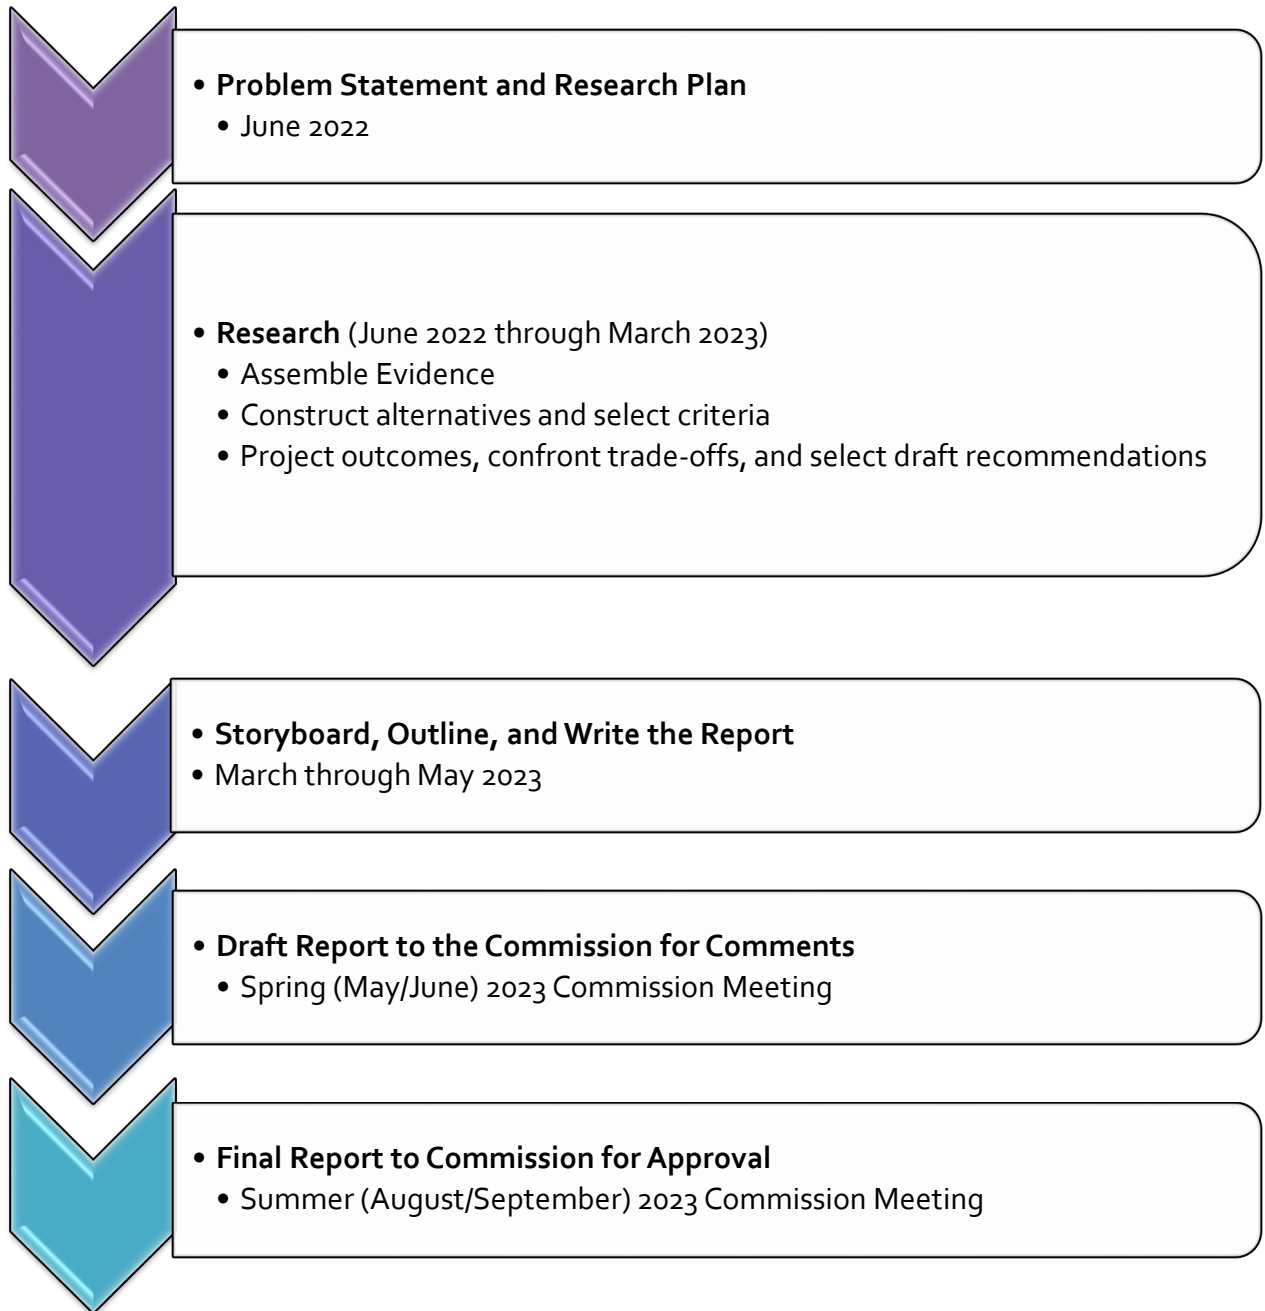 • Problem Statement and Research Plan
• June 2022
• Research (June 2022 through March 2023)
• Assemble Evidence
• Construct alternatives and select criteria
• Project outcomes, confront trade-offs, and select draft recommendations
• Storyboard, Outline, and Write the Report
• March through May 2023
• Draft Report to the Commission for Comments
• Spring (May/June) 2023 Commission Meeting
• Final Report to Commission for Approval
• Summer (August/September) 2023 Commission Meeting